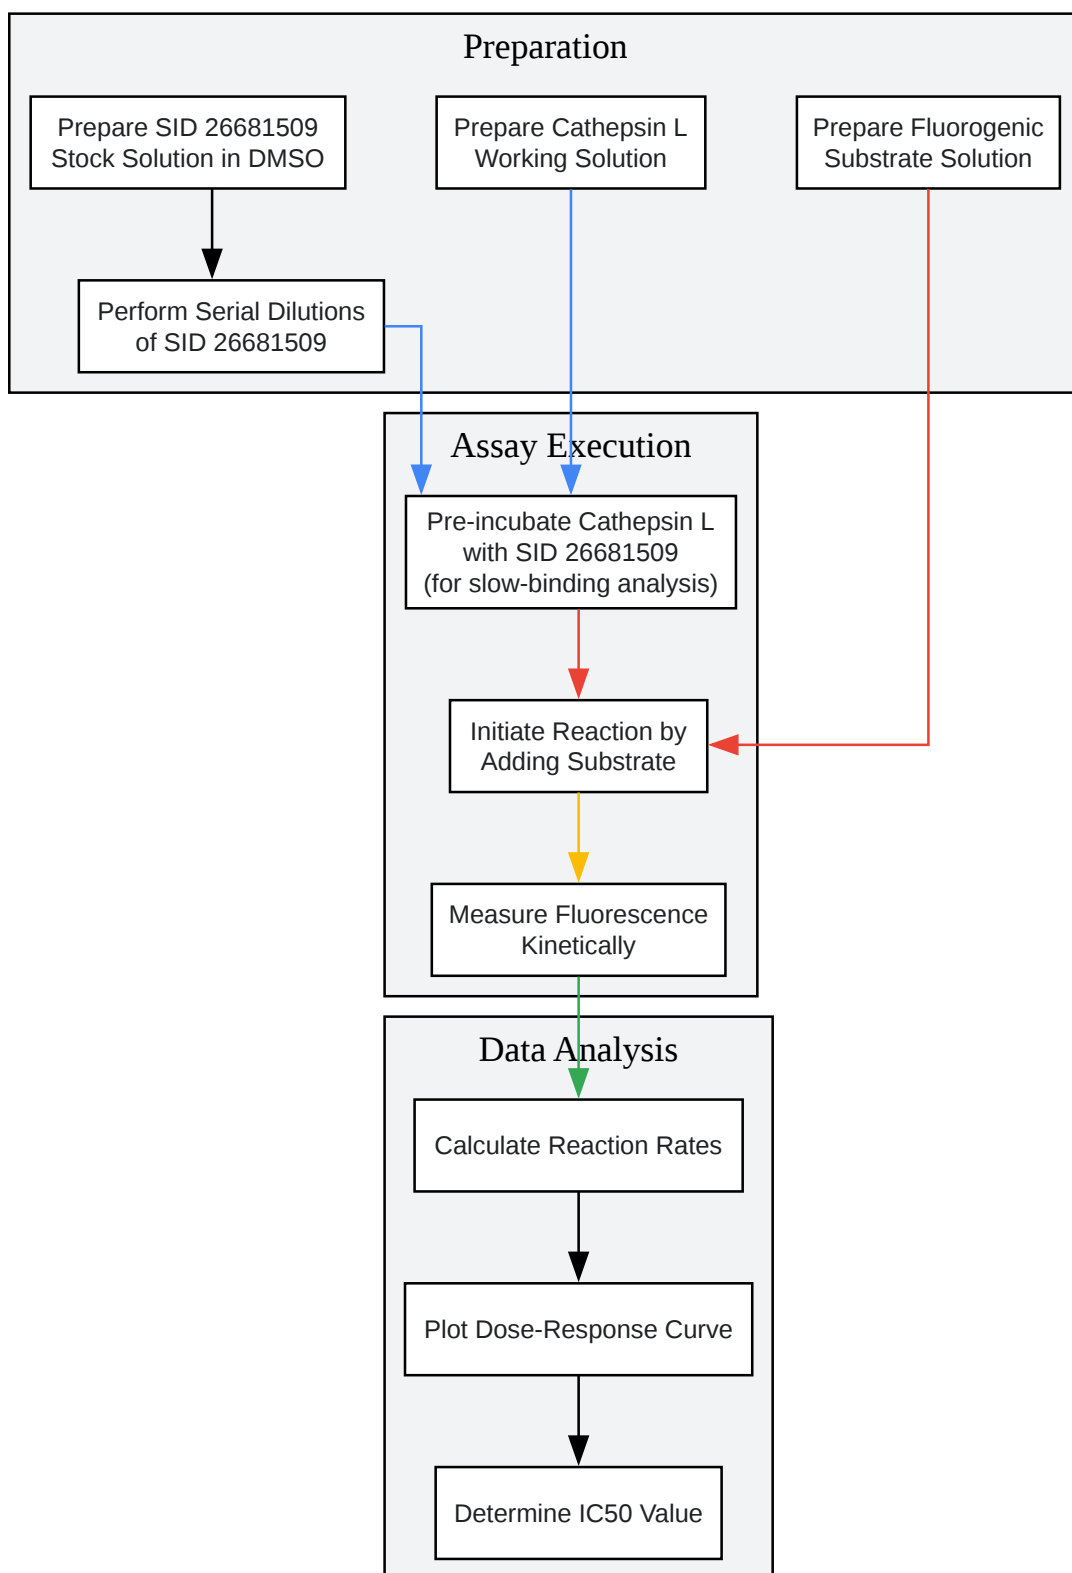 Preparation
Prepare SID 26681509
Stock Solution in DMSO
Prepare Cathepsin L
Working Solution
Prepare Fluorogenic
Substrate Solution
Perform Serial Dilutions
of SID 26681509
Assay Execution
Pre-incubate Cathepsin L
with SID 26681509
(for slow-binding analysis)
Initiate Reaction by
Adding Substrate
Measure Fluorescence
Kinetically
Data Analysis
Calculate Reaction Rates
Plot Dose-Response Curve
Determine IC50 Value